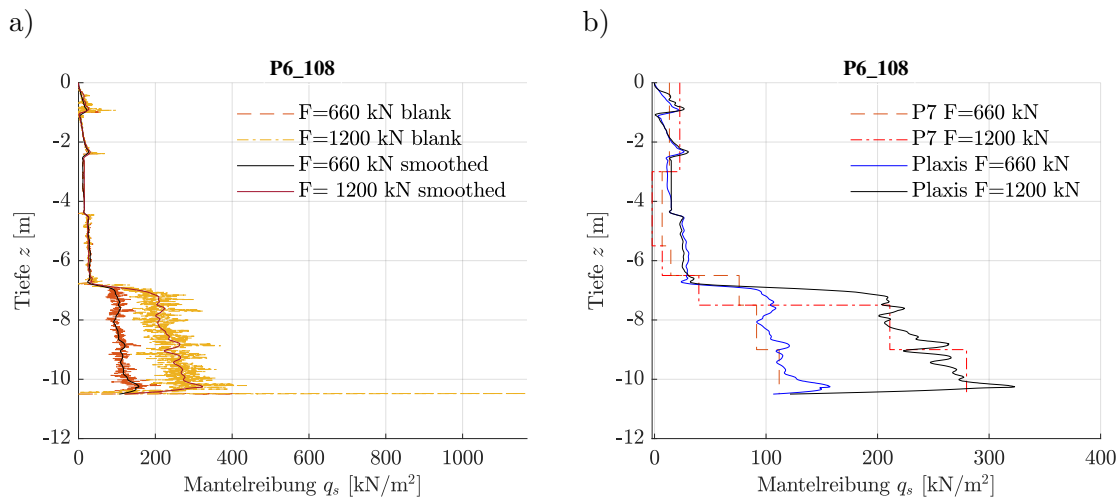 a)
P6_108
F=660 kN blank
F=1200 kN blank
F=660 kN smoothed
F= 1200 kN smoothed
0
-2
-4
-6
-8
-10
-12
Tiefe z [m]
0 200 400 600 800 1000
Mantelreibung qₛ [kN/m²]
b)
P6_108
P7 F=660 kN
P7 F=1200 kN
Plaxis F=660 kN
Plaxis F=1200 kN
0
-2
-4
-6
-8
-10
-12
Tiefe z [m]
0 100 200 300 400
Mantelreibung qₛ [kN/m²]